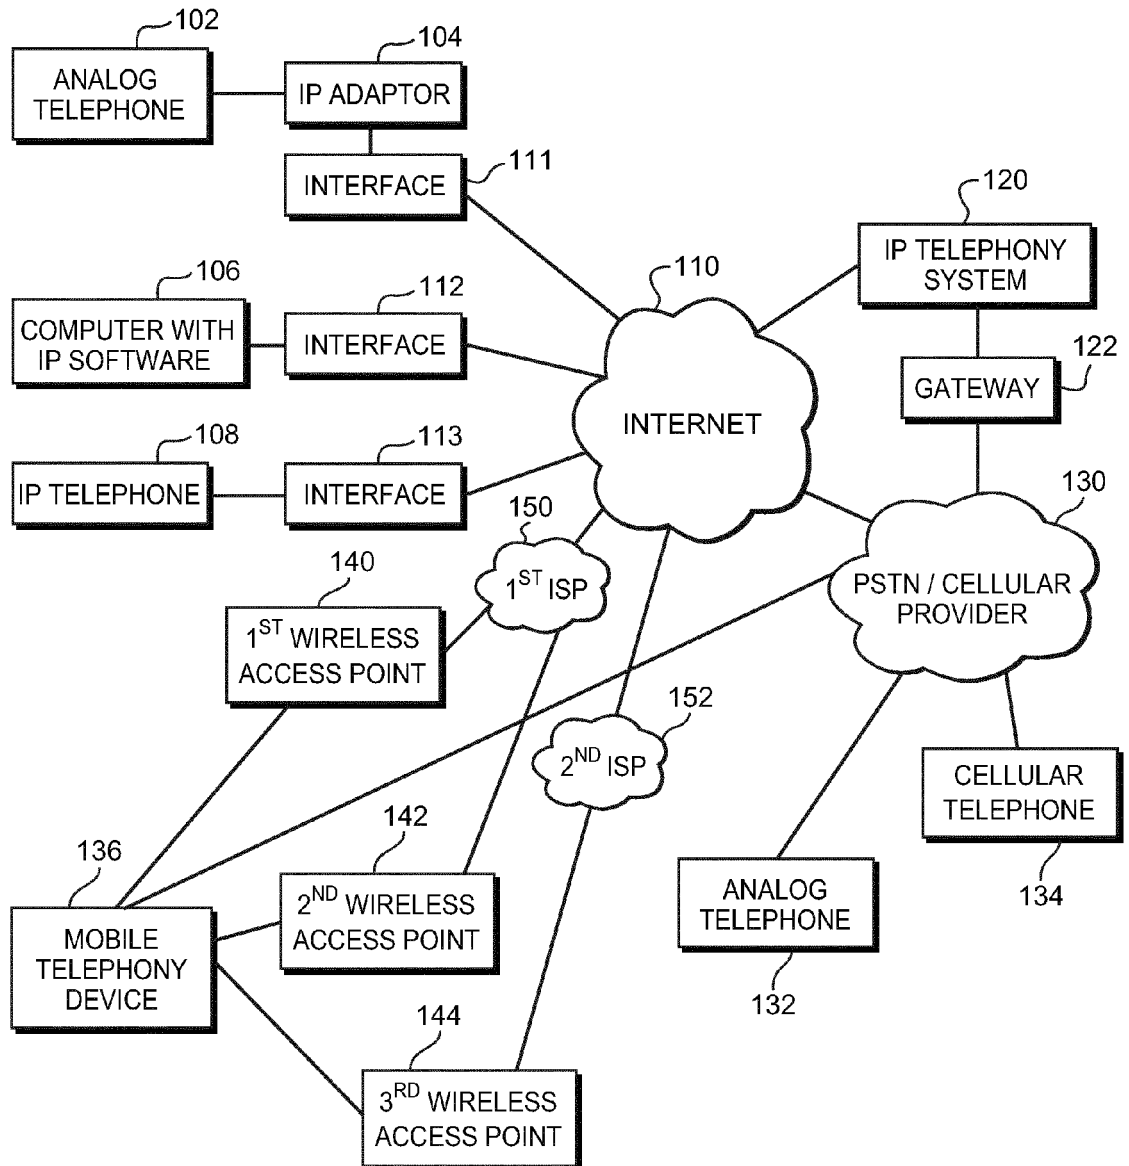 102
ANALOG
TELEPHONE
104
IP ADAPTOR
111
INTERFACE
120
IP TELEPHONY
SYSTEM
106
COMPUTER WITH
IP SOFTWARE
112
INTERFACE
110
INTERNET
122
GATEWAY
108
IP TELEPHONE
113
INTERFACE
150
1ST ISP
130
PSTN / CELLULAR
PROVIDER
140
1ST WIRELESS
ACCESS POINT
152
2ND ISP
CELLULAR
TELEPHONE
134
136
MOBILE
TELEPHONY
DEVICE
142
2ND WIRELESS
ACCESS POINT
ANALOG
TELEPHONE
132
144
3RD WIRELESS
ACCESS POINT